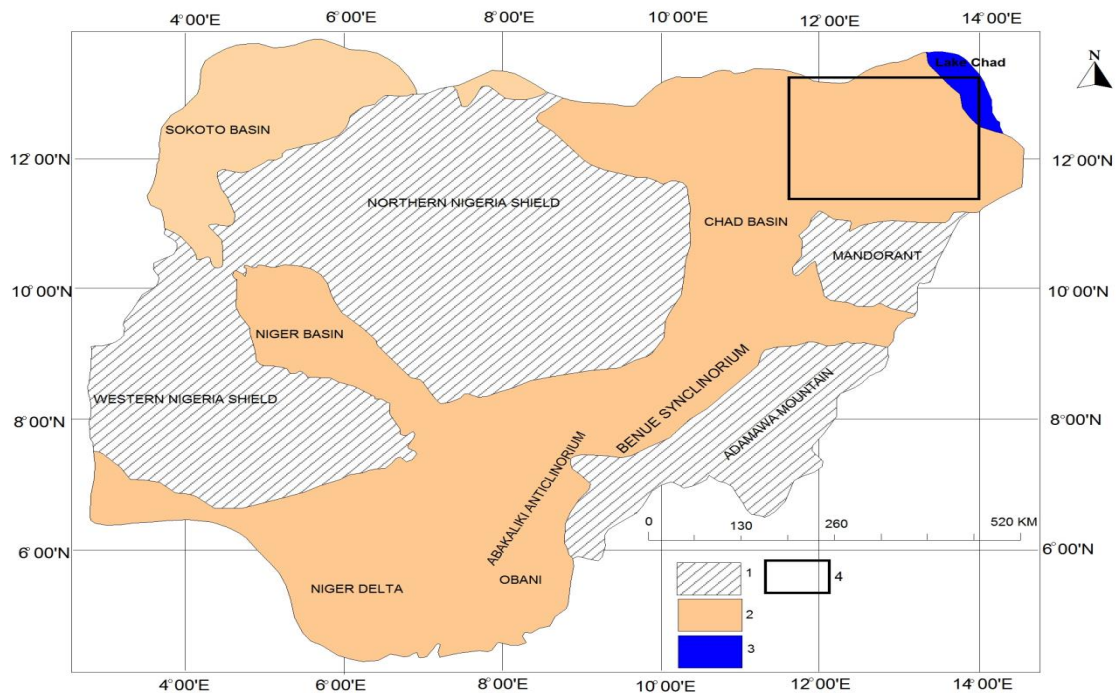 4°00'E 6°00'E 8°00'E 10°00'E 12°00'E 14°00'E
Lake Chad
N
SOKOTO BASIN
12°00'N 12°00'N
NORTHERN NIGERIA SHIELD
CHAD BASIN
MANDORANT
10°00'N 10°00'N
NIGER BASIN
BENUE SYNCLINORIUM
WESTERN NIGERIA SHIELD
ADAMAWA MOUNTAIN
8°00'N 8°00'N
ABAKALIKI ANTICLINORIUM
0 130 260 520 KM
6°00'N 6°00'N
OBANI
NIGER DELTA
1 4
2
3
4°00'E 6°00'E 8°00'E 10°00'E 12°00'E 14°00'E